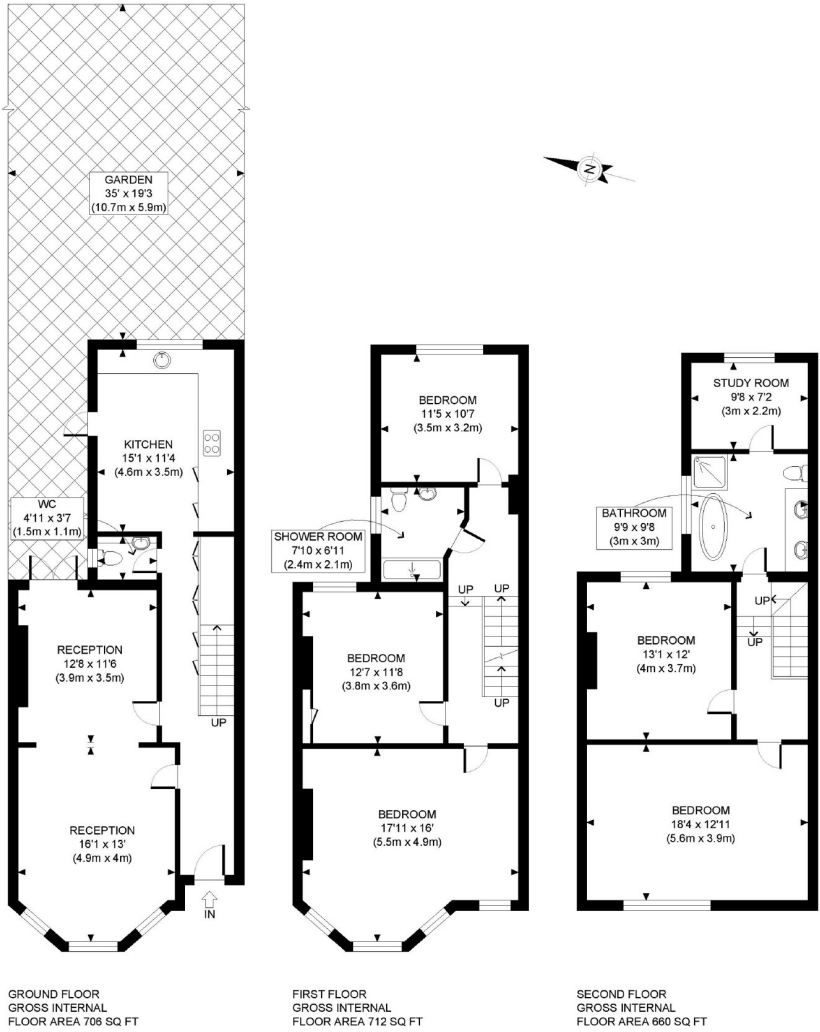 GARDEN
35' x 19'3
(10.7m x 5.9m)
N
KITCHEN
15'1 x 11'4
(4.6m x 3.5m)
WC
4'11 x 3'7
(1.5m x 1.1m)
RECEPTION
12'8 x 11'6
(3.9m x 3.5m)
UP
RECEPTION
16'1 x 13'
(4.9m x 4m)
IN
GROUND FLOOR
GROSS INTERNAL
FLOOR AREA 706 SQ FT
BEDROOM
11'5 x 10'7
(3.5m x 3.2m)
SHOWER ROOM
7'10 x 6'11
(2.4m x 2.1m)
UP
UP
BEDROOM
12'7 x 11'8
(3.8m x 3.6m)
UP
BEDROOM
17'11 x 16'
(5.5m x 4.9m)
FIRST FLOOR
GROSS INTERNAL
FLOOR AREA 712 SQ FT
STUDY ROOM
9'8 x 7'2
(3m x 2.2m)
BATHROOM
9'9 x 9'8
(3m x 3m)
UP
UP
BEDROOM
13'1 x 12'
(4m x 3.7m)
BEDROOM
18'4 x 12'11
(5.6m x 3.9m)
SECOND FLOOR
GROSS INTERNAL
FLOOR AREA 660 SQ FT